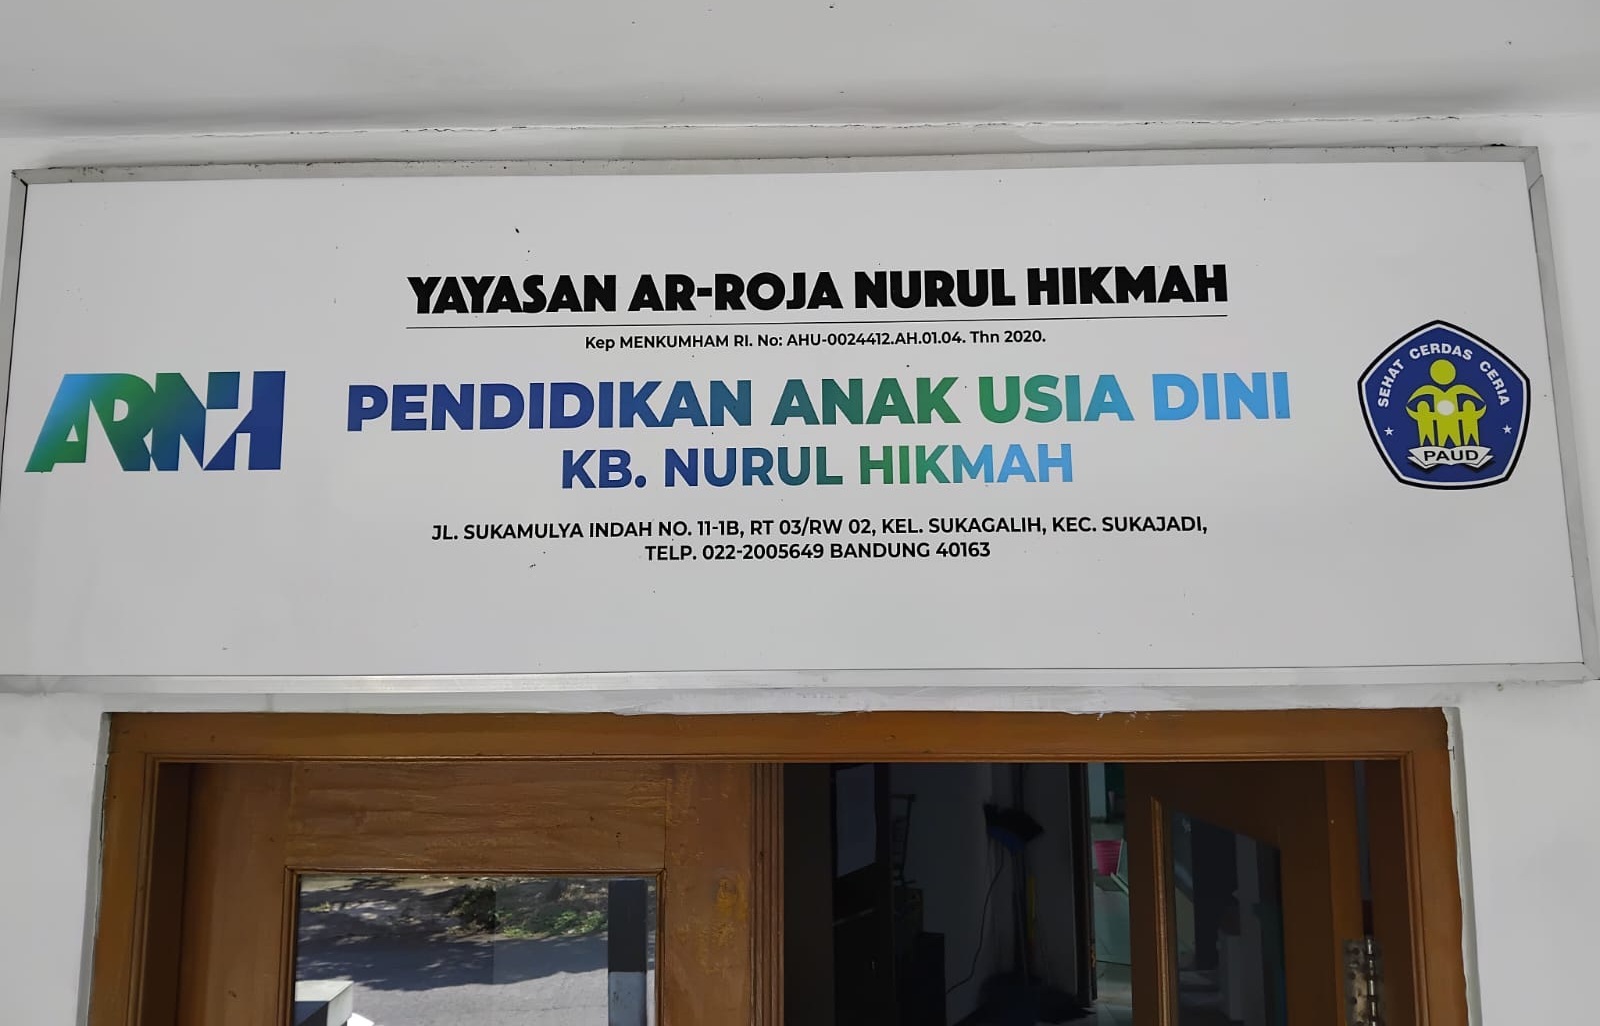 YAYASAN AR-ROJA NURUL HIKMAH
Kep MENKUMHAM RI. No: AHU-0024412.AH.01.04. Thn 2020.
ARNH
PENDIDIKAN ANAK USIA DINI
KB. NURUL HIKMAH
SEHAT CERDAS CERIA
PAUD
JL. SUKAMULYA INDAH NO. 11-1B, RT 03/RW 02, KEL. SUKAGALIH, KEC. SUKAJADI,
TELP. 022-2005649 BANDUNG 40163